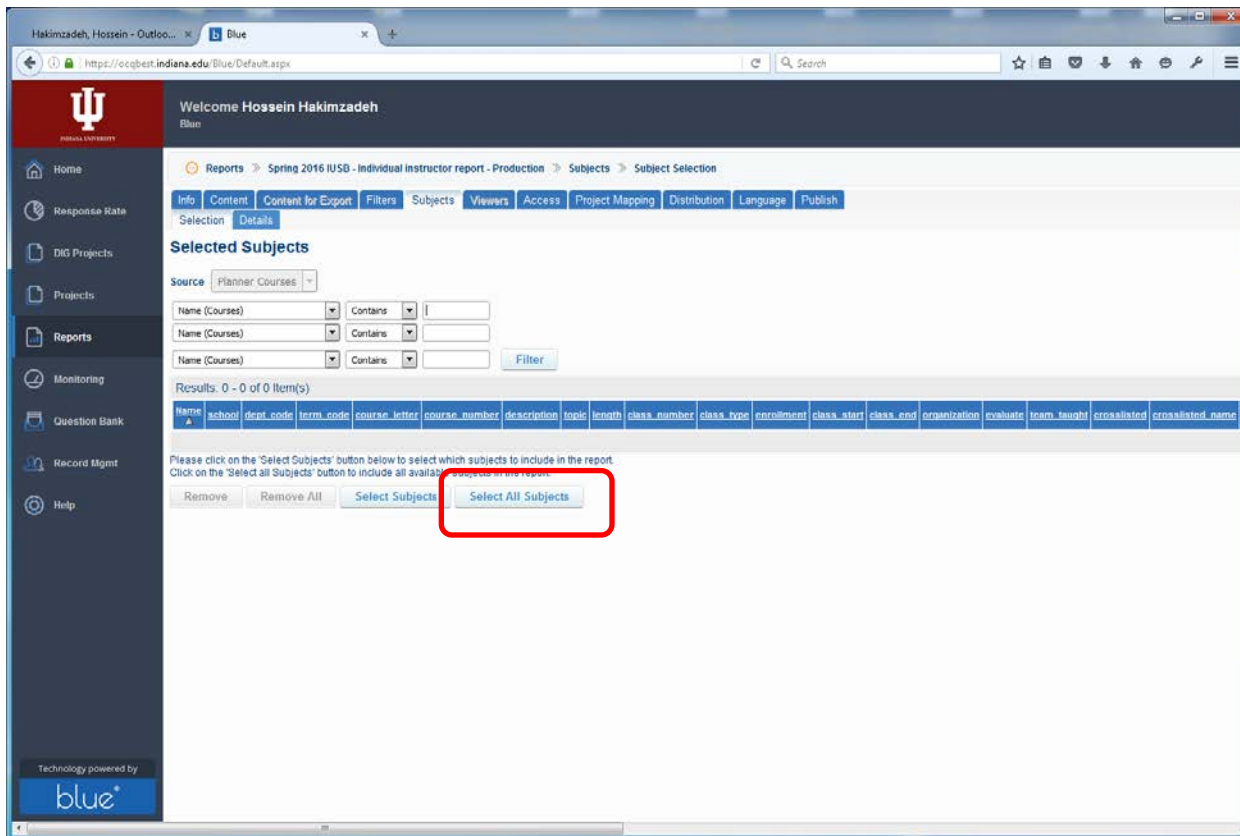 Hakimzadeh, Hossein - Outloo... × Blue × +
https://ocqbest.indiana.edu/Blue/Default.aspx Search
INDIANA UNIVERSITY
Welcome Hossein Hakimzadeh
Blue
Home
Response Rate
DIG Projects
Projects
Reports
Monitoring
Question Bank
Record Mgmt
Help
Technology powered by
blue
Reports » Spring 2016 IUSB - Individual instructor report - Production » Subjects » Subject Selection
Info Content Content for Export Filters Subjects Viewers Access Project Mapping Distribution Language Publish
Selection Details
Selected Subjects
Source Planner Courses
Name (Courses) Contains
Name (Courses) Contains
Name (Courses) Contains Filter
Results: 0 - 0 of 0 Item(s)
Name school dept_code term_code course_letter course_number description topic length class_number class_type enrollment class_start class_end organization evaluate team_taught crosslisted crosslisted_name
Please click on the 'Select Subjects' button below to select which subjects to include in the report.
Click on the 'Select all Subjects' button to include all available subjects in the report.
Remove Remove All Select Subjects Select All Subjects